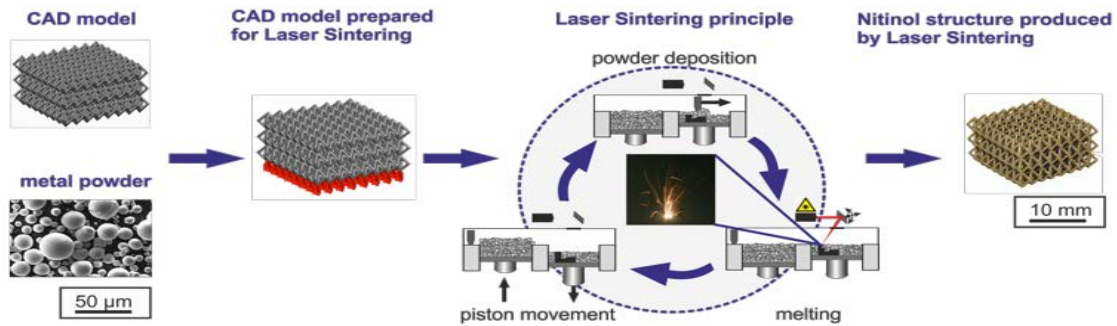 CAD model
metal powder
50 µm
CAD model prepared
for Laser Sintering
Laser Sintering principle
powder deposition
piston movement
melting
Nitinol structure produced
by Laser Sintering
10 mm